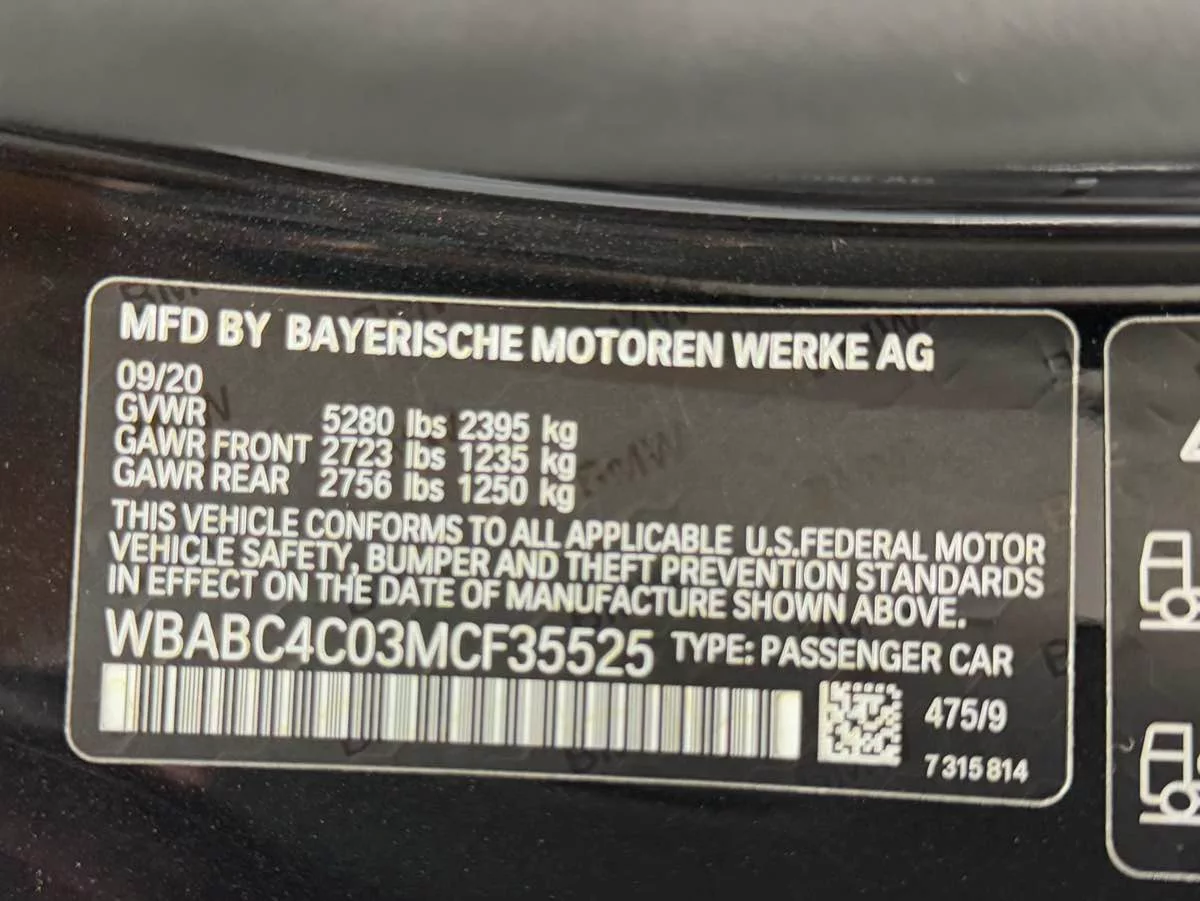 MFD BY BAYERISCHE MOTOREN WERKE AG
09/20
GVWR 5280 lbs 2395 kg
GAWR FRONT 2723 lbs 1235 kg
GAWR REAR 2756 lbs 1250 kg
THIS VEHICLE CONFORMS TO ALL APPLICABLE U.S.FEDERAL MOTOR
VEHICLE SAFETY, BUMPER AND THEFT PREVENTION STANDARDS
IN EFFECT ON THE DATE OF MANUFACTURE SHOWN ABOVE.
WBABC4C03MCF35525 TYPE: PASSENGER CAR
475/9
7 315 814